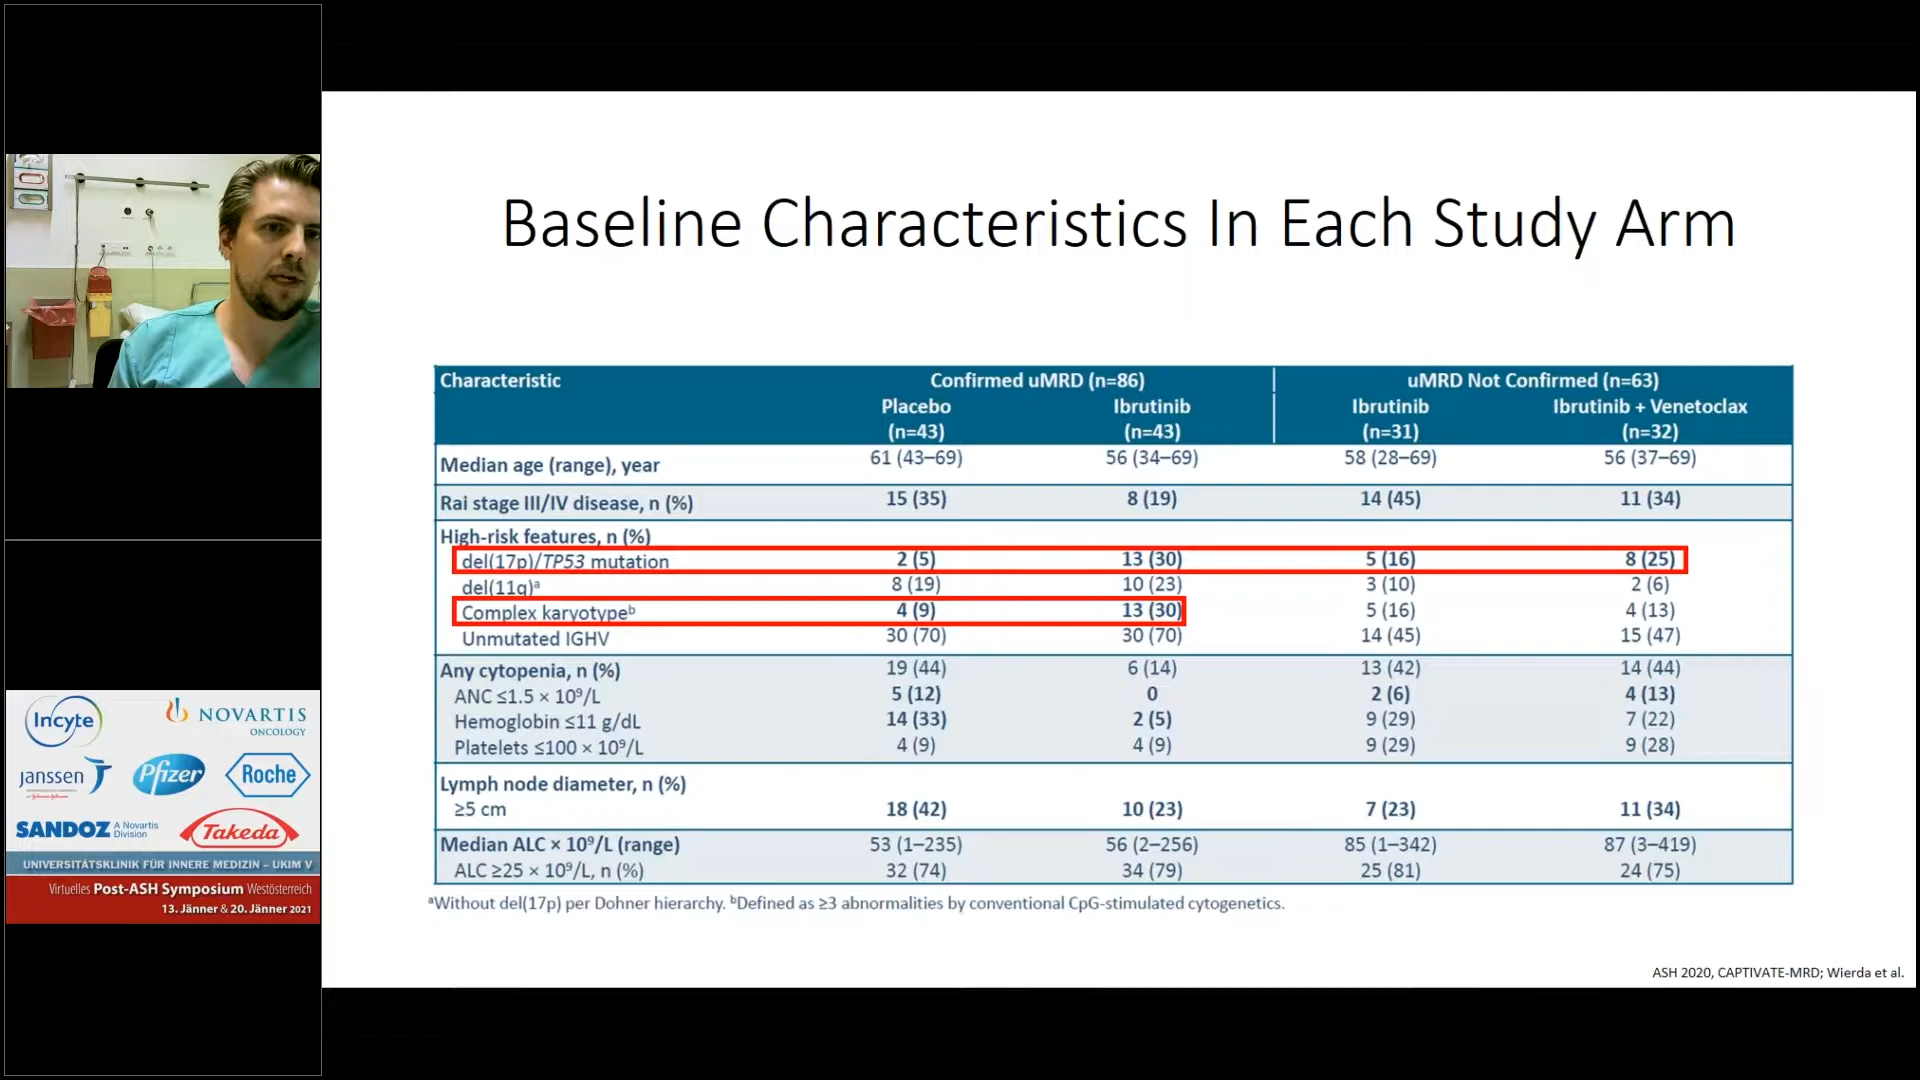 Baseline Characteristics In Each Study Arm
Characteristic Confirmed uMRD (n=86) uMRD Not Confirmed (n=63)
Placebo Ibrutinib Ibrutinib Ibrutinib + Venetoclax
(n=43) (n=43) (n=31) (n=32)
Median age (range), year 61 (43–69) 56 (34–69) 58 (28–69) 56 (37–69)
Rai stage III/IV disease, n (%) 15 (35) 8 (19) 14 (45) 11 (34)
High-risk features, n (%)
del(17p)/TP53 mutation 2 (5) 13 (30) 5 (16) 8 (25)
del(11q)ᵃ 8 (19) 10 (23) 3 (10) 2 (6)
Complex karyotypeᵇ 4 (9) 13 (30) 5 (16) 4 (13)
Unmutated IGHV 30 (70) 30 (70) 14 (45) 15 (47)
Any cytopenia, n (%) 19 (44) 6 (14) 13 (42) 14 (44)
ANC ≤1.5 × 10⁹/L 5 (12) 0 2 (6) 4 (13)
Hemoglobin ≤11 g/dL 14 (33) 2 (5) 9 (29) 7 (22)
Platelets ≤100 × 10⁹/L 4 (9) 4 (9) 9 (29) 9 (28)
Lymph node diameter, n (%)
≥5 cm 18 (42) 10 (23) 7 (23) 11 (34)
Median ALC × 10⁹/L (range) 53 (1–235) 56 (2–256) 85 (1–342) 87 (3–419)
ALC ≥25 × 10⁹/L, n (%) 32 (74) 34 (79) 25 (81) 24 (75)
ᵃWithout del(17p) per Dohner hierarchy. ᵇDefined as ≥3 abnormalities by conventional CpG-stimulated cytogenetics.
ASH 2020, CAPTIVATE-MRD; Wierda et al.
Incyte
NOVARTIS
ONCOLOGY
janssen
Pfizer
Roche
SANDOZ A Novartis
Division
Takeda
UNIVERSITÄTSKLINIK FÜR INNERE MEDIZIN – UKIM V
Virtuelles Post-ASH Symposium Westösterreich
13. Jänner & 20. Jänner 2021